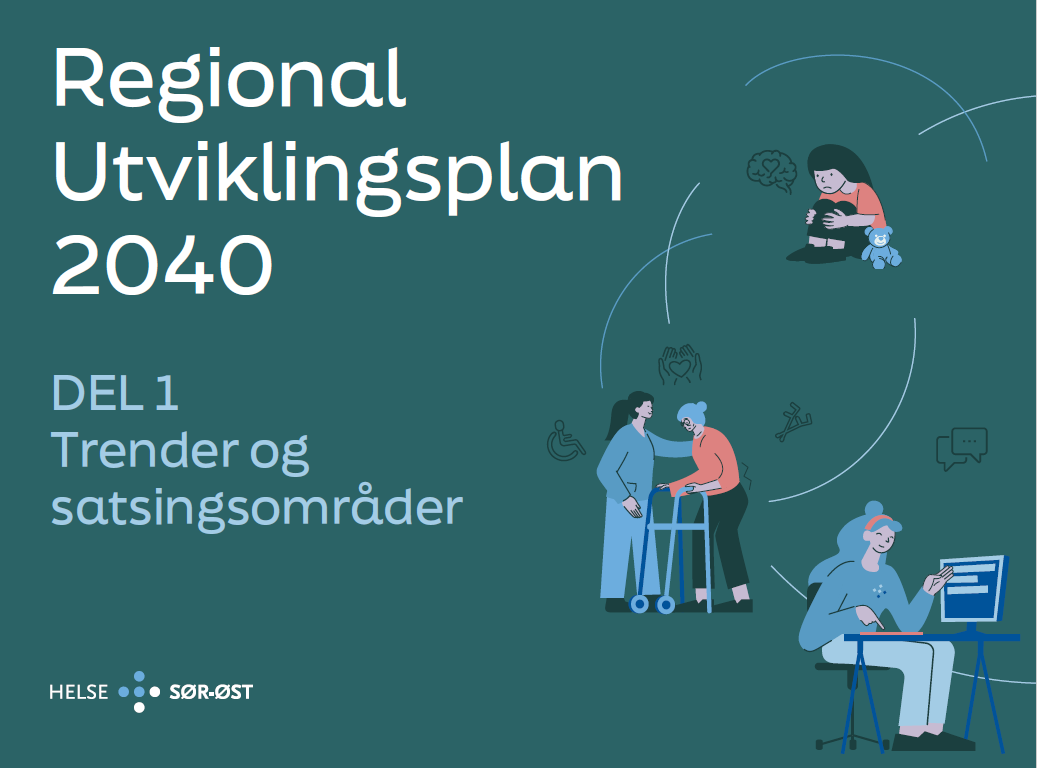 Regional
Utviklingsplan
2040
DEL 1
Trender og
satsingsområder
HELSE SØR-ØST